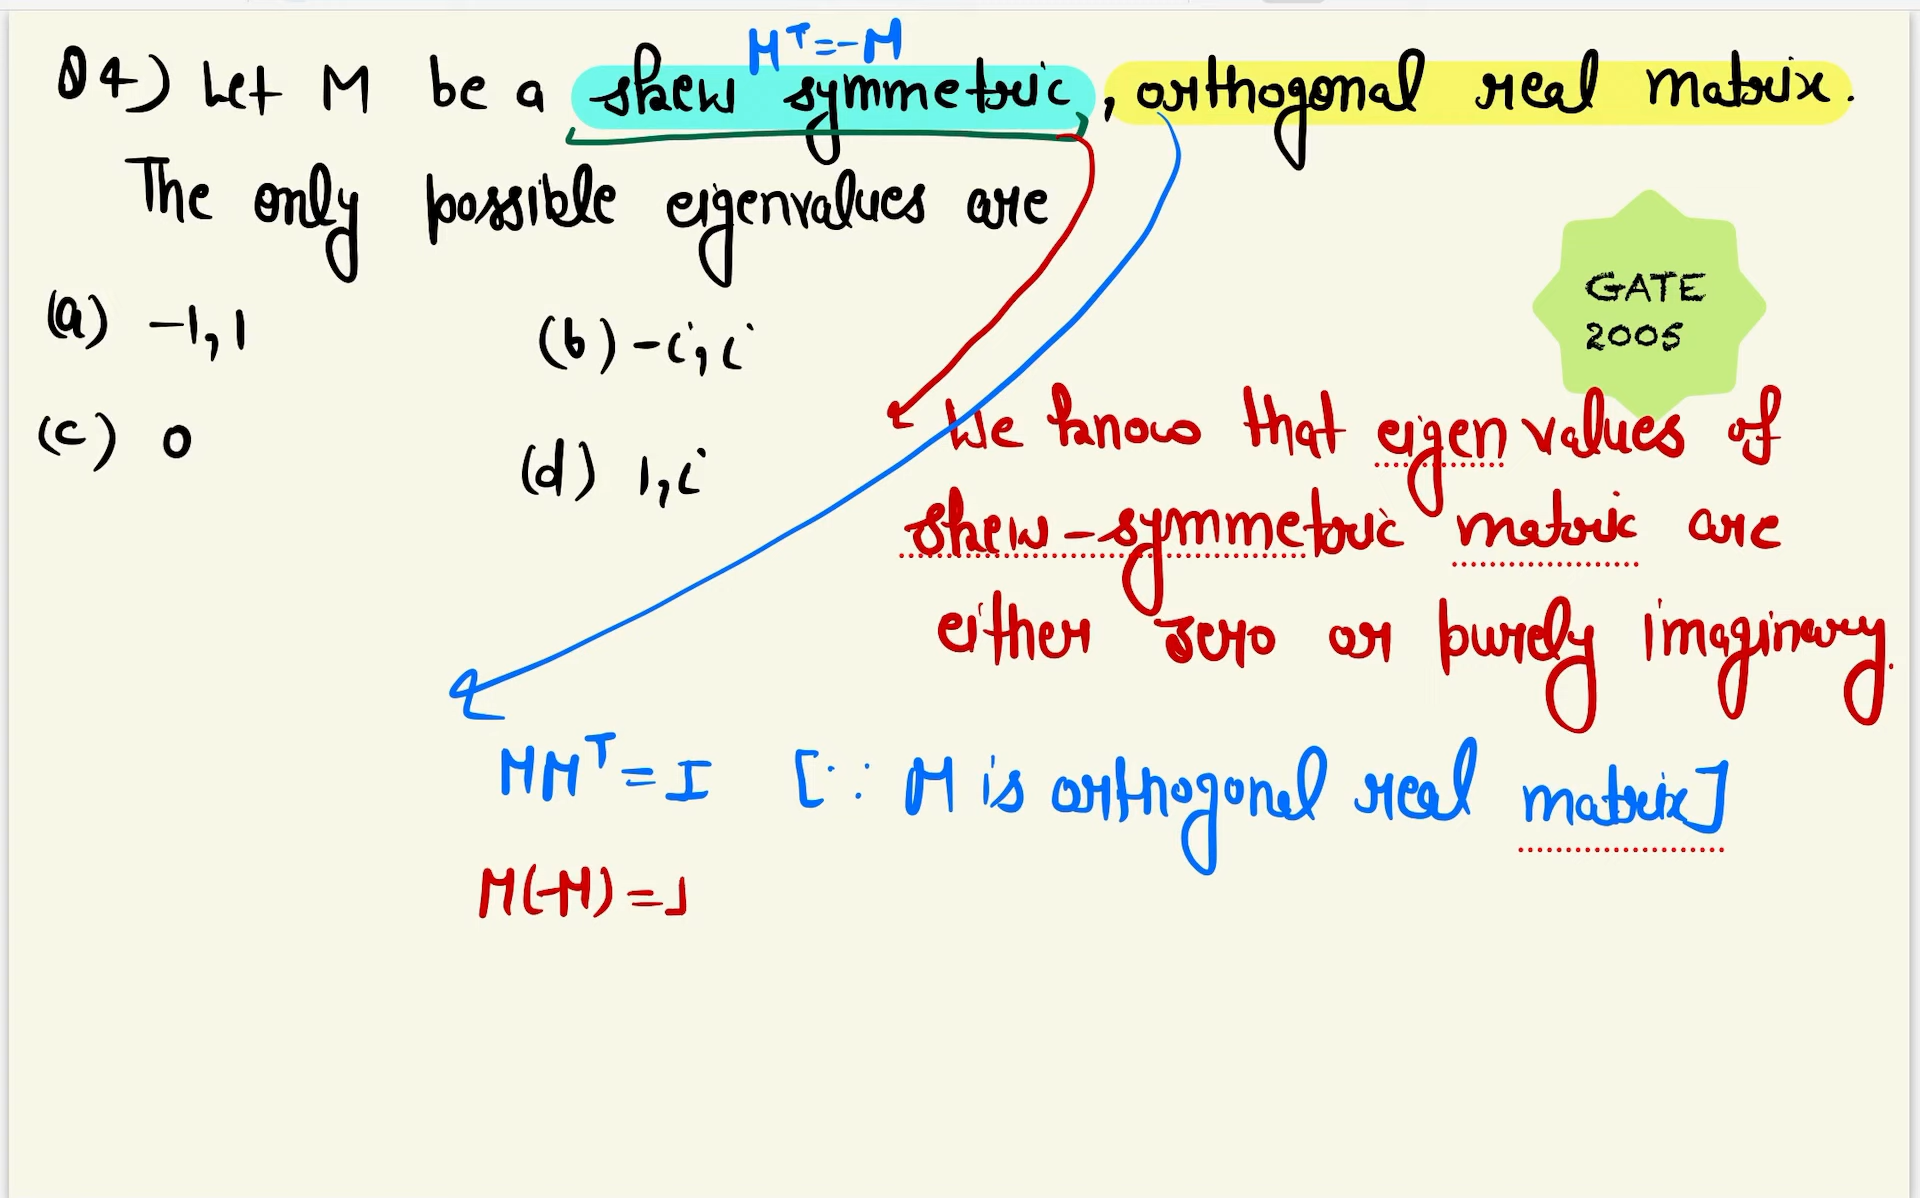 Mᵀ=-M
Q4) Let M be a skew symmetric, orthogonal real matrix.
The only possible eigenvalues are
(a) -1,1 (b) -i,i
(c) 0 (d) 1,i
GATE
2005
We know that eigen values of
skew-symmetric matric are
either zero or purely imaginary.
MMᵀ=I [∵ M is orthogonal real matrix]
M(-M)=